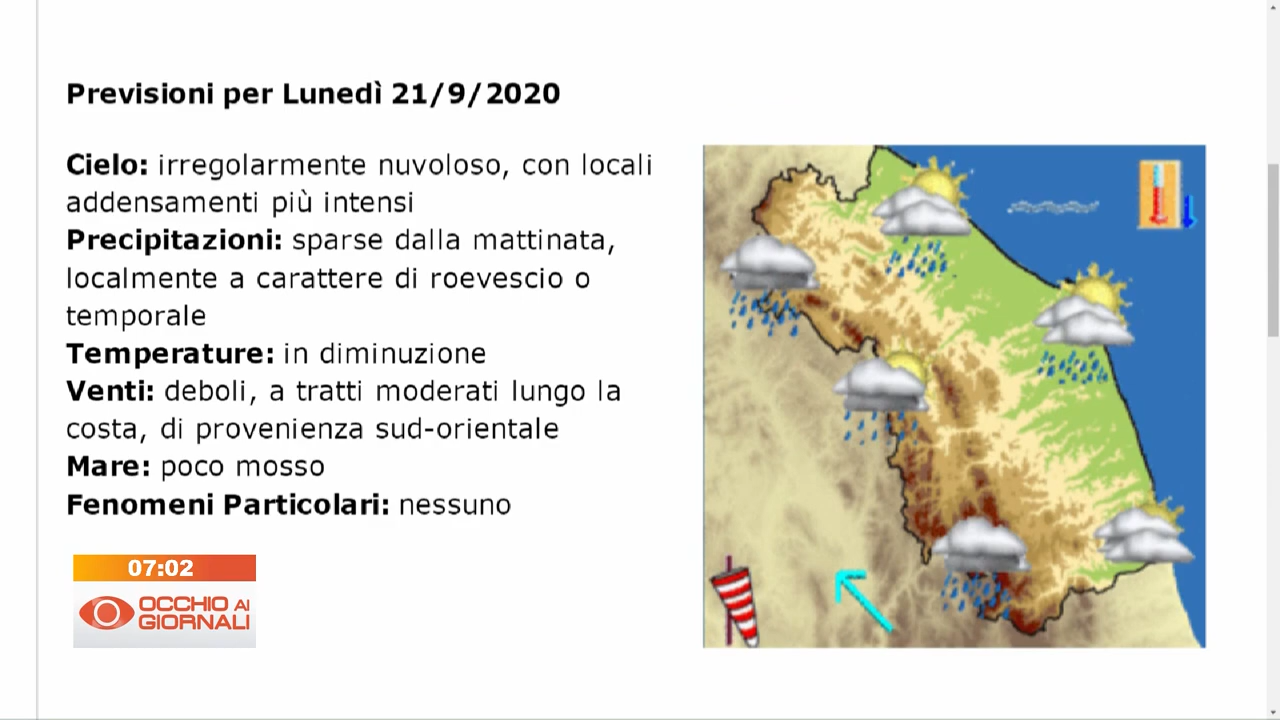 Previsioni per Lunedì 21/9/2020
Cielo: irregolarmente nuvoloso, con locali
addensamenti più intensi
Precipitazioni: sparse dalla mattinata,
localmente a carattere di roevescio o
temporale
Temperature: in diminuzione
Venti: deboli, a tratti moderati lungo la
costa, di provenienza sud-orientale
Mare: poco mosso
Fenomeni Particolari: nessuno
07:02
OCCHIO AI
GIORNALI